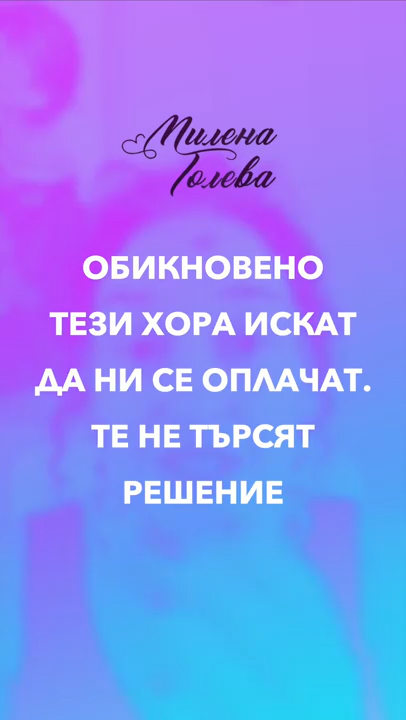 Милена
Голева
ОБИКНОВЕНО
ТЕЗИ ХОРА ИСКАТ
ДА НИ СЕ ОПЛАЧАТ.
ТЕ НЕ ТЪРСЯТ
РЕШЕНИЕ